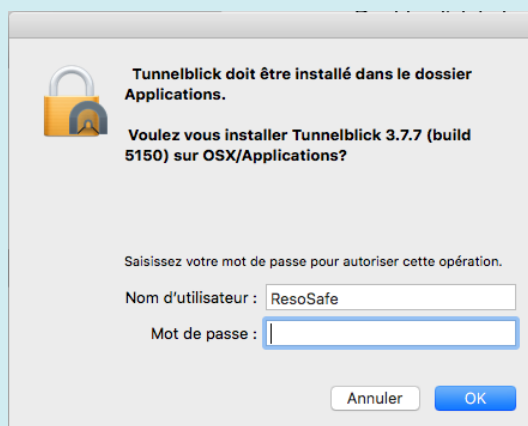 Tunnelblick doit être installé dans le dossier
Applications.
Voulez vous installer Tunnelblick 3.7.7 (build
5150) sur OSX/Applications?
Saisissez votre mot de passe pour autoriser cette opération.
Nom d'utilisateur : ResoSafe
Mot de passe :
Annuler OK